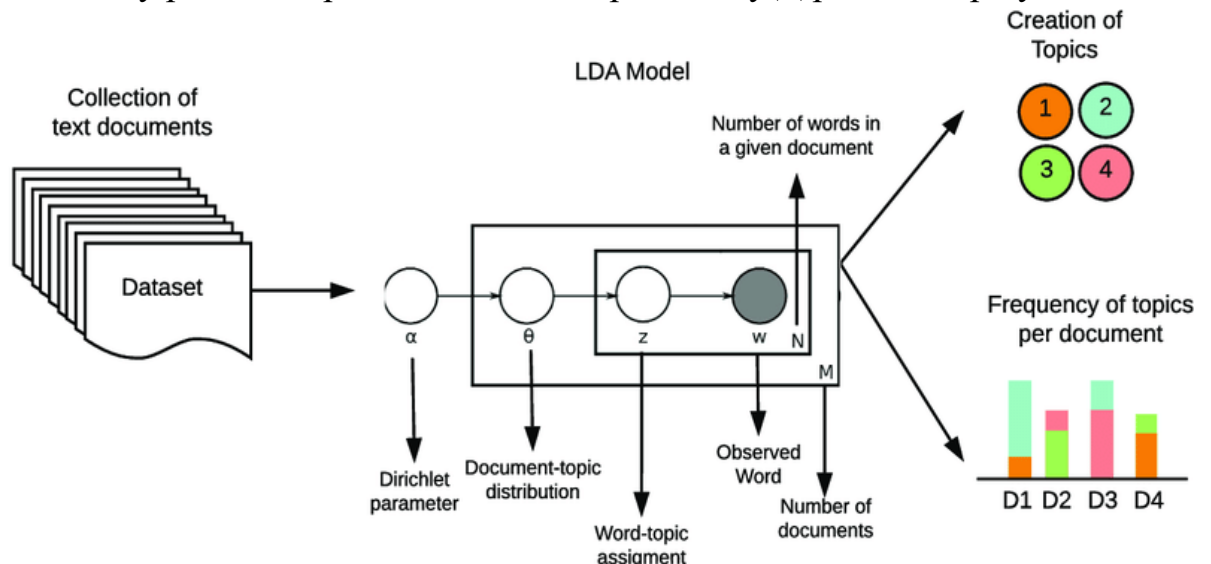 Creation of
Topics
LDA Model
Collection of
text documents
1
2
Number of words in
a given document
3
4
Dataset
Frequency of topics
per document
α
θ
z
w
N
M
Observed
Word
Dirichlet
parameter
Document-topic
distribution
D1 D2 D3 D4
Number of
documents
Word-topic
assigment